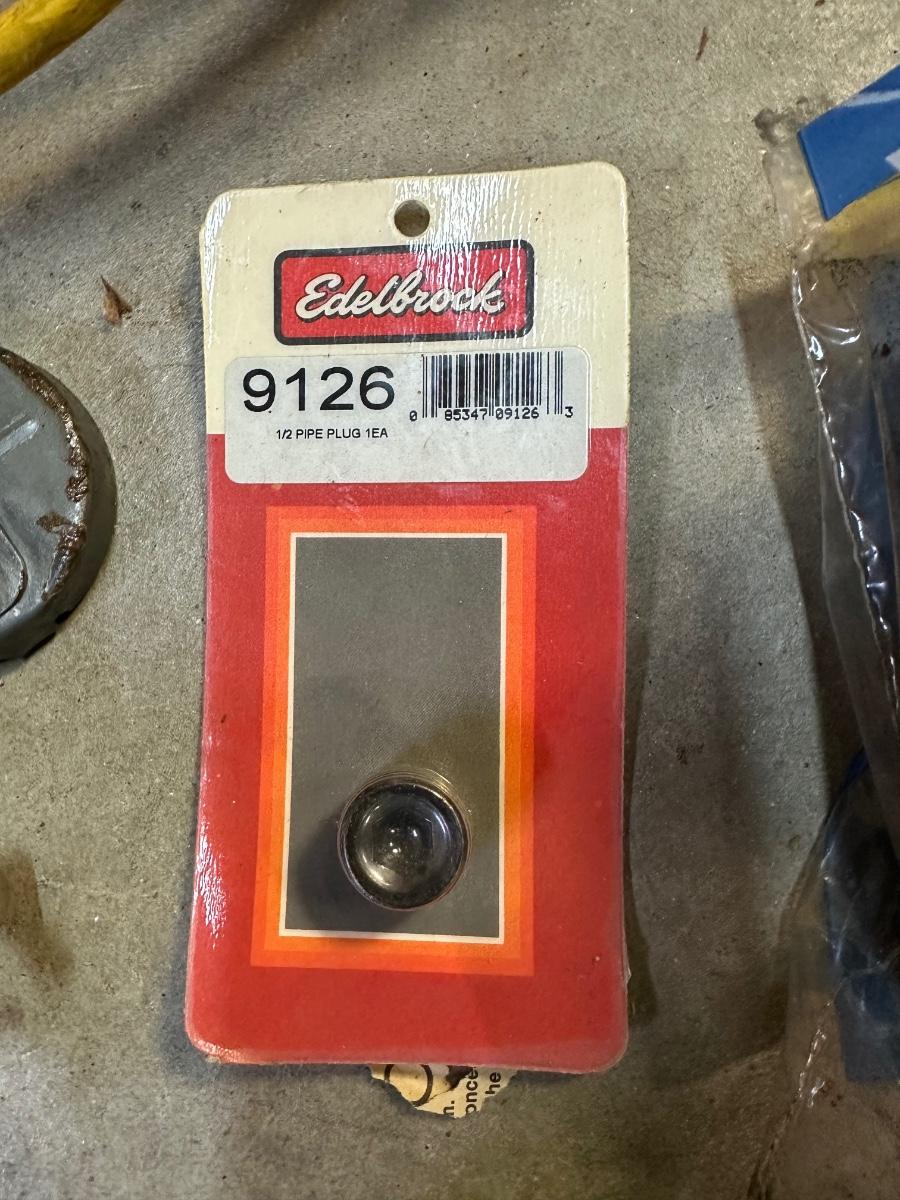 Edelbrock
9126
0 85347 09126 3
1/2 PIPE PLUG 1EA